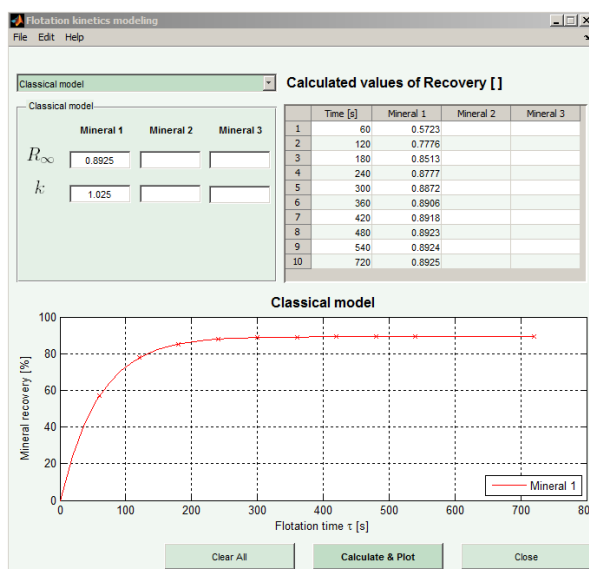 Flotation kinetics modeling
File Edit Help
Classical model
Calculated values of Recovery [ ]
Classical model
Mineral 1 Mineral 2 Mineral 3
R∞ 0.8925
k 1.025
Time [s] Mineral 1 Mineral 2 Mineral 3
1 60 0.5723
2 120 0.7776
3 180 0.8513
4 240 0.8777
5 300 0.8872
6 360 0.8906
7 420 0.8918
8 480 0.8923
9 540 0.8924
10 720 0.8925
Classical model
100
80
60
40
20
0
Mineral recovery [%]
0 100 200 300 400 500 600 700 80
Flotation time τ [s]
Mineral 1
Clear All Calculate & Plot Close